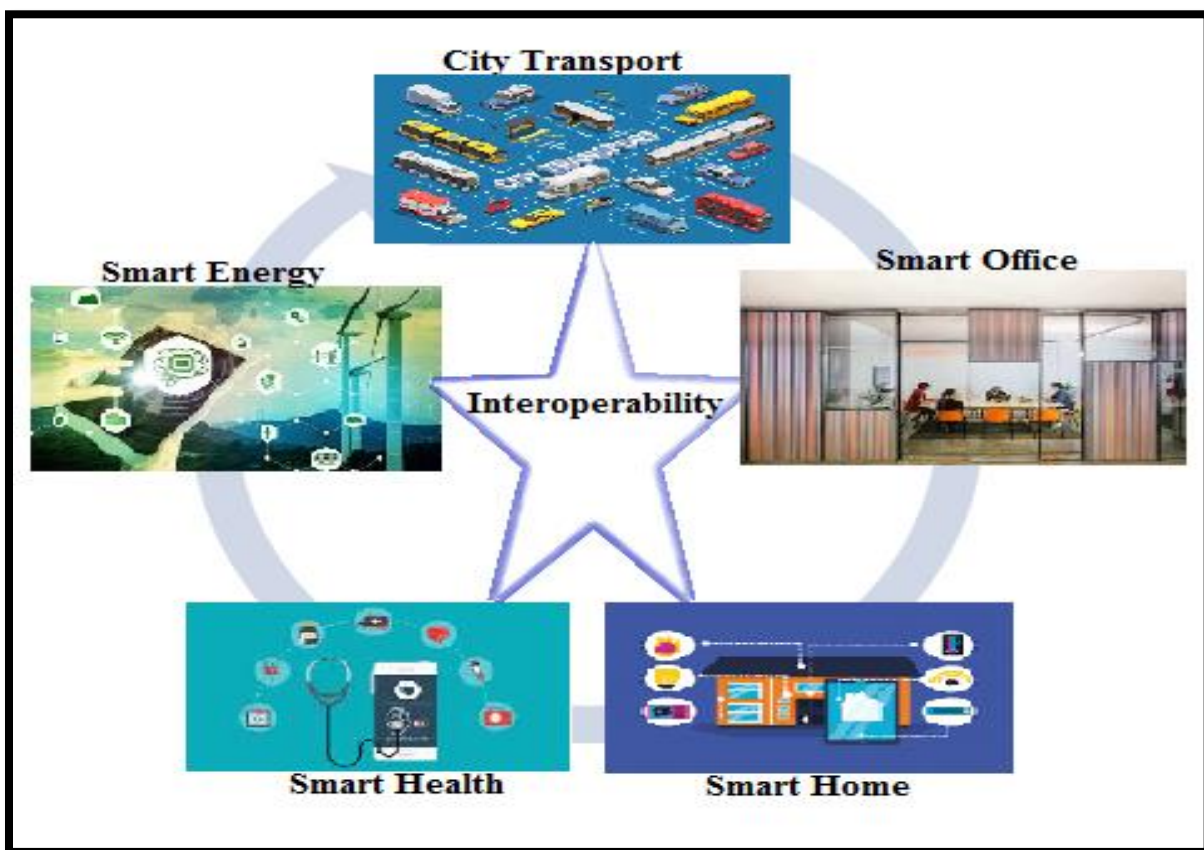 City Transport
Smart Energy
Smart Office
Interoperability
Smart Health
Smart Home